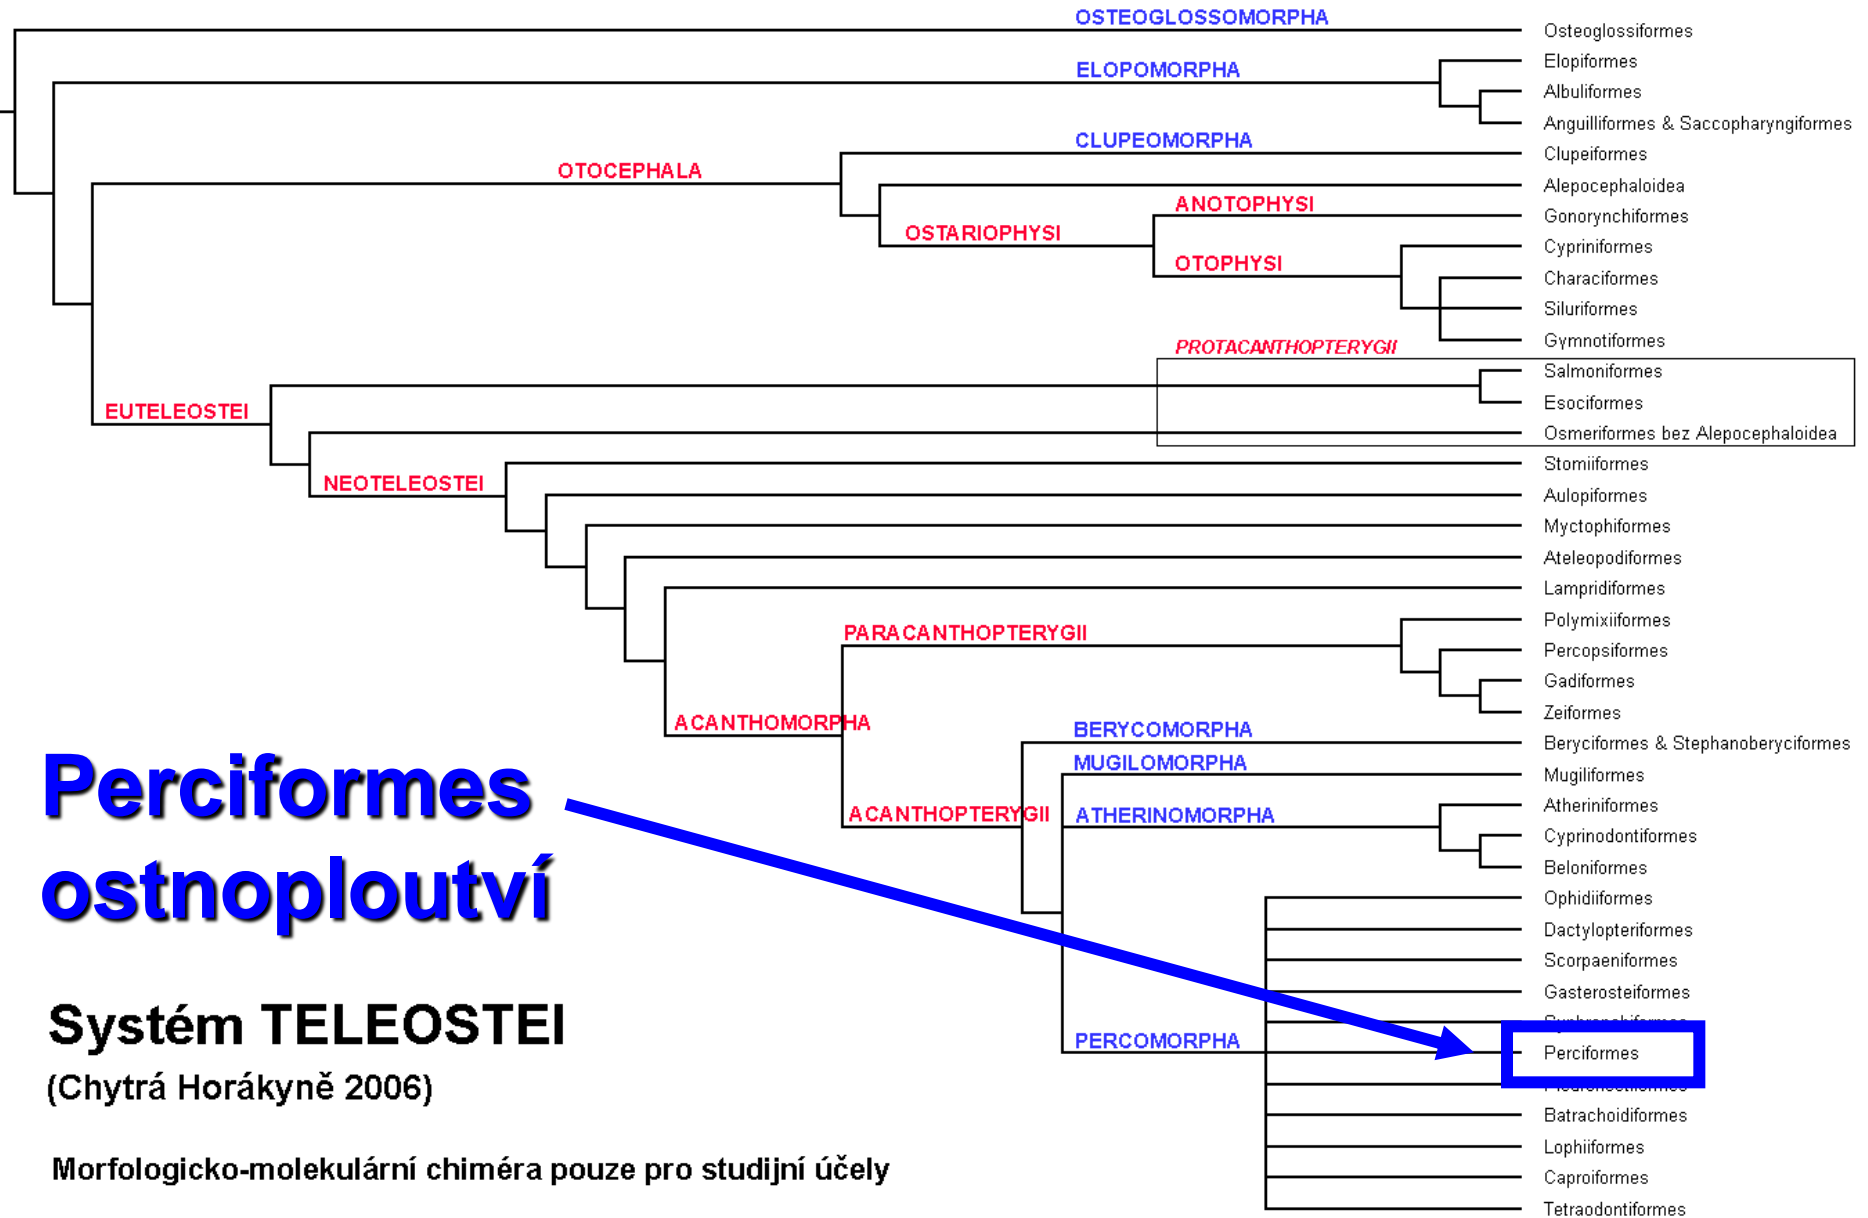 OSTEOGLOSSOMORPHA
Osteoglossiformes
Elopiformes
ELOPOMORPHA
Albuliformes
Anguilliformes & Saccopharyngiformes
CLUPEOMORPHA
Clupeiformes
OTOCEPHALA
Alepocephaloidea
ANOTOPHYSI
Gonorynchiformes
OSTARIOPHYSI
Cypriniformes
OTOPHYSI
Characiformes
Siluriformes
Gymnotiformes
PROTACANTHOPTERYGII
Salmoniformes
Esociformes
EUTELEOSTEI
Osmeriformes bez Alepocephaloidea
Stomiiformes
NEOTELEOSTEI
Aulopiformes
Myctophiformes
Ateleopodiformes
Lampridiformes
Polymixiiformes
PARACANTHOPTERYGII
Percopsiformes
Gadiformes
Zeiformes
ACANTHOMORPHA
BERYCOMORPHA
Beryciformes & Stephanoberyciformes
MUGILOMORPHA
Mugiliformes
Atheriniformes
ACANTHOPTERYGII
ATHERINOMORPHA
Cyprinodontiformes
Beloniformes
Ophidiiformes
Dactylopteriformes
Scorpaeniformes
Gasterosteiformes
PERCOMORPHA
Perciformes
Batrachoidiformes
Lophiiformes
Caproiformes
Tetraodontiformes
Perciformes
ostnoploutví
Systém TELEOSTEI
(Chytrá Horákyně 2006)
Morfologicko-molekulární chiméra pouze pro studijní účely